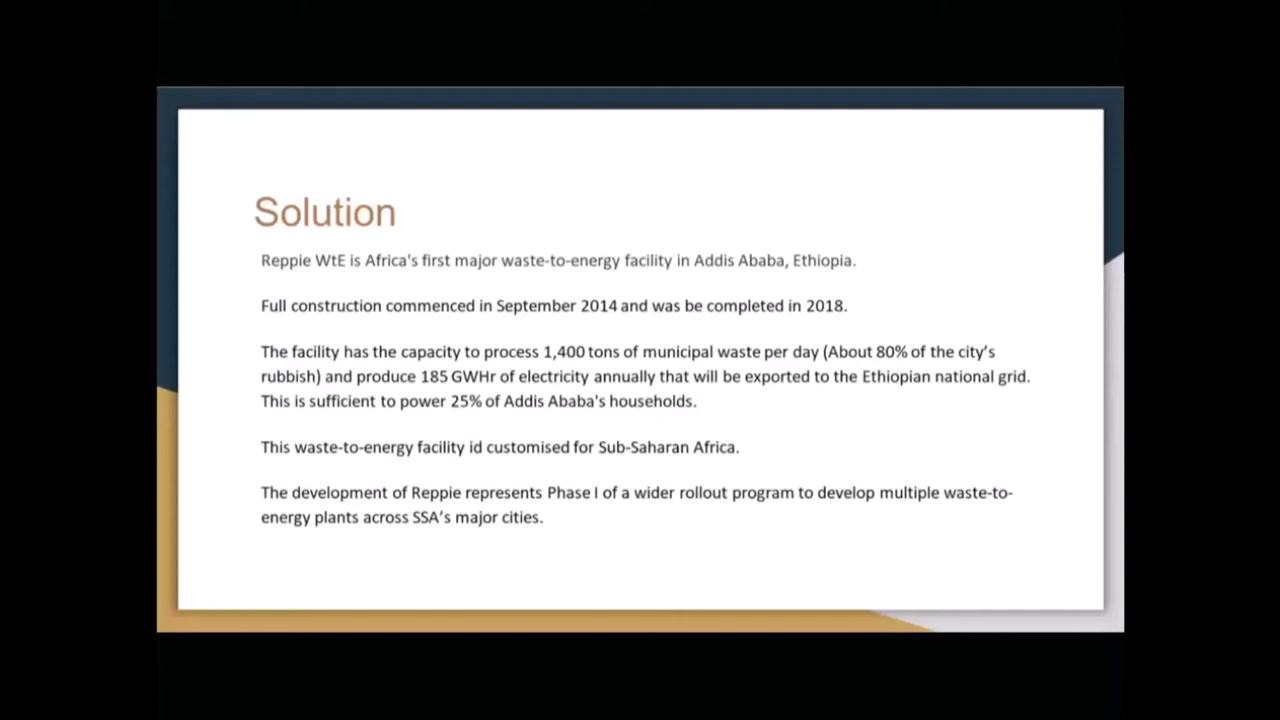 Solution
Reppie WtE is Africa's first major waste-to-energy facility in Addis Ababa, Ethiopia.
Full construction commenced in September 2014 and was be completed in 2018.
The facility has the capacity to process 1,400 tons of municipal waste per day (About 80% of the city’s
rubbish) and produce 185 GWHr of electricity annually that will be exported to the Ethiopian national grid.
This is sufficient to power 25% of Addis Ababa's households.
This waste-to-energy facility id customised for Sub-Saharan Africa.
The development of Reppie represents Phase I of a wider rollout program to develop multiple waste-to-
energy plants across SSA’s major cities.